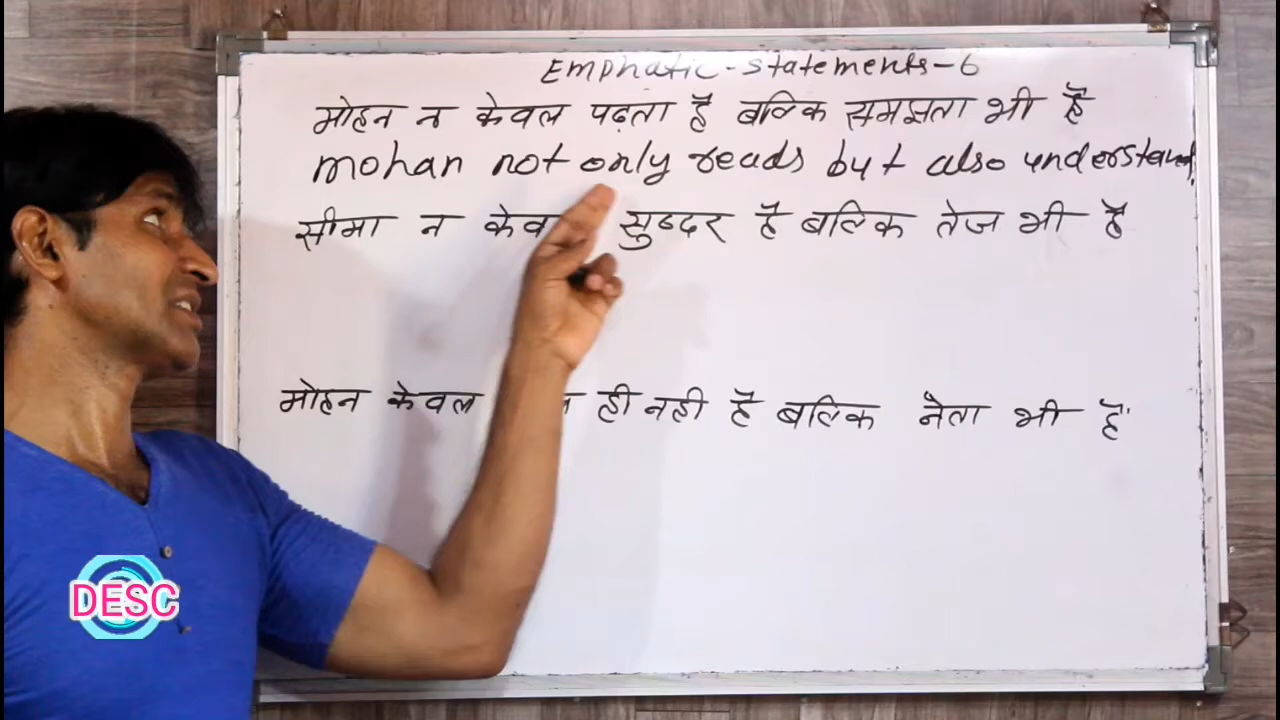 Emphatic-Statements-6
मोहन न केवल पढ़ता है बल्कि समझता भी है
mohan not only reads but also understand
सीमा न केव सुन्दर है बल्कि तेज भी है
मोहन केवल ही नही है बल्कि नेता भी है
DESC